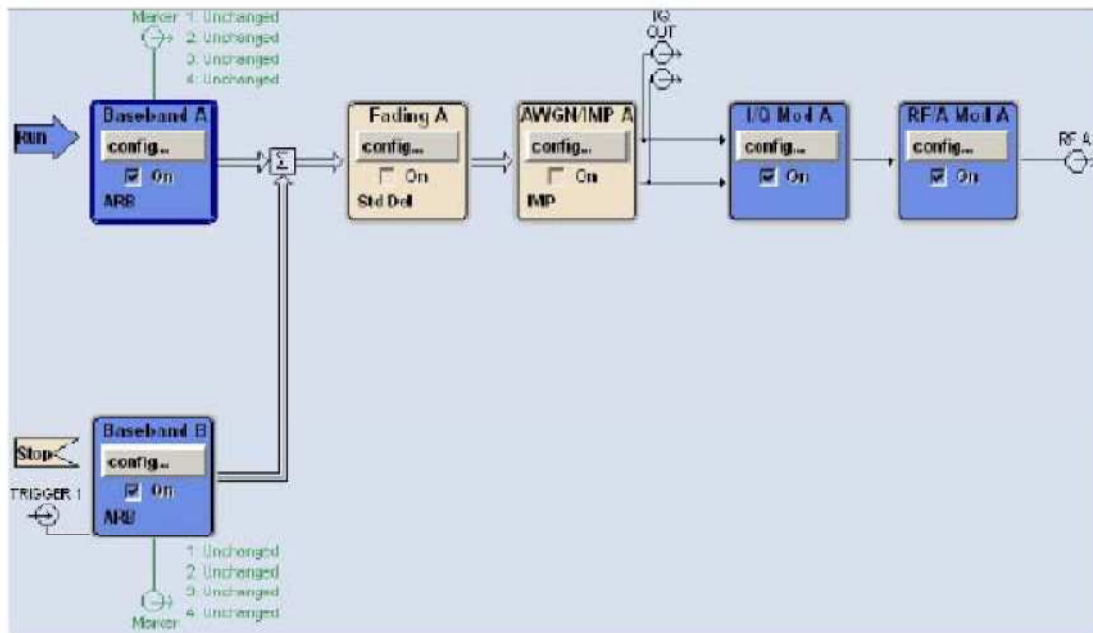 Marker 1: Unchanged
2: Unchanged
3: Unchanged
4: Unchanged
I/Q
OUT
Run
Baseband A
config...
On
ARB
Σ
Fading A
config...
On
Std Del
AWGN/IMP A
config...
On
IMP
I/Q Mod A
config...
On
RF/A Mod A
config...
On
RF A
Stop
TRIGGER 1
Baseband B
config...
On
ARB
1: Unchanged
2: Unchanged
3: Unchanged
4: Unchanged
Marker